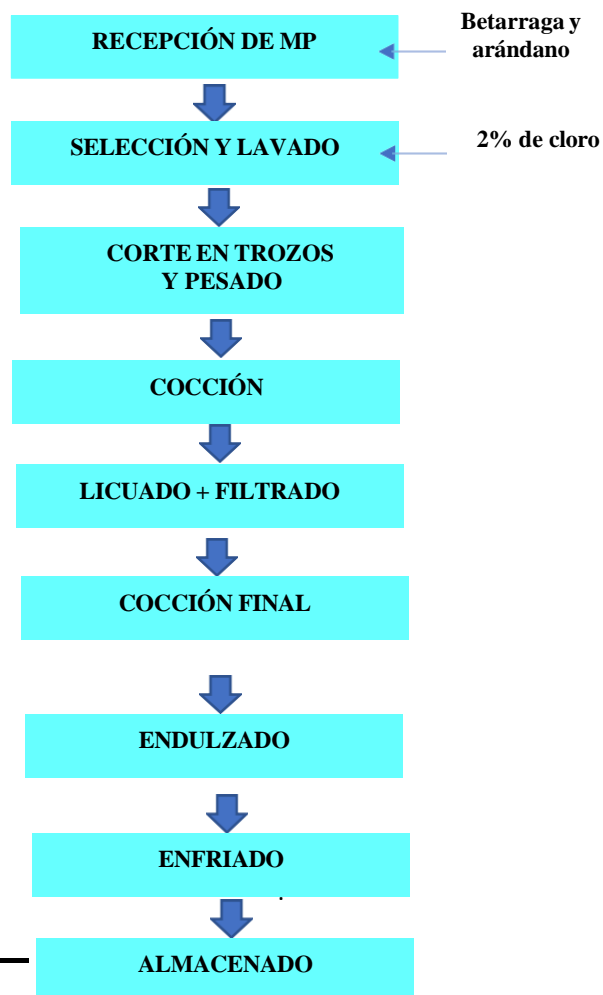 RECEPCIÓN DE MP
Betarraga y
arándano
SELECCIÓN Y LAVADO
2% de cloro
CORTE EN TROZOS
Y PESADO
COCCIÓN
LICUADO + FILTRADO
COCCIÓN FINAL
ENDULZADO
ENFRIADO
ALMACENADO